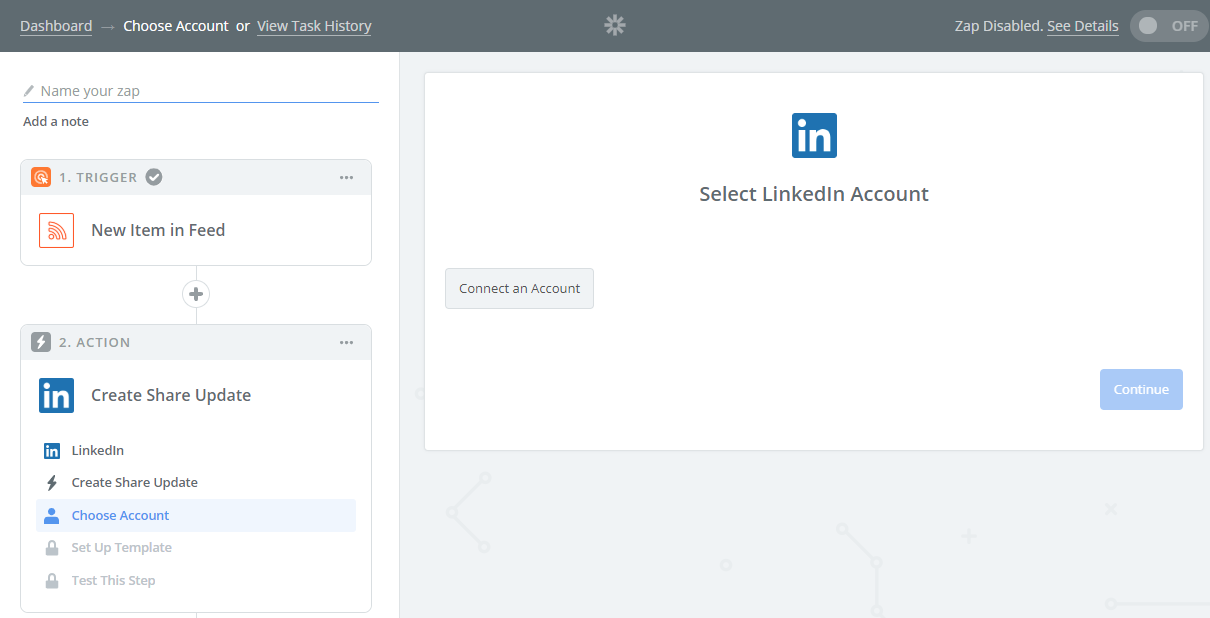 Dashboard → Choose Account or View Task History
Zap Disabled. See Details OFF
Name your zap
Add a note
1. TRIGGER
New Item in Feed
2. ACTION
in Create Share Update
in LinkedIn
Create Share Update
Choose Account
Set Up Template
Test This Step
in
Select LinkedIn Account
Connect an Account
Continue